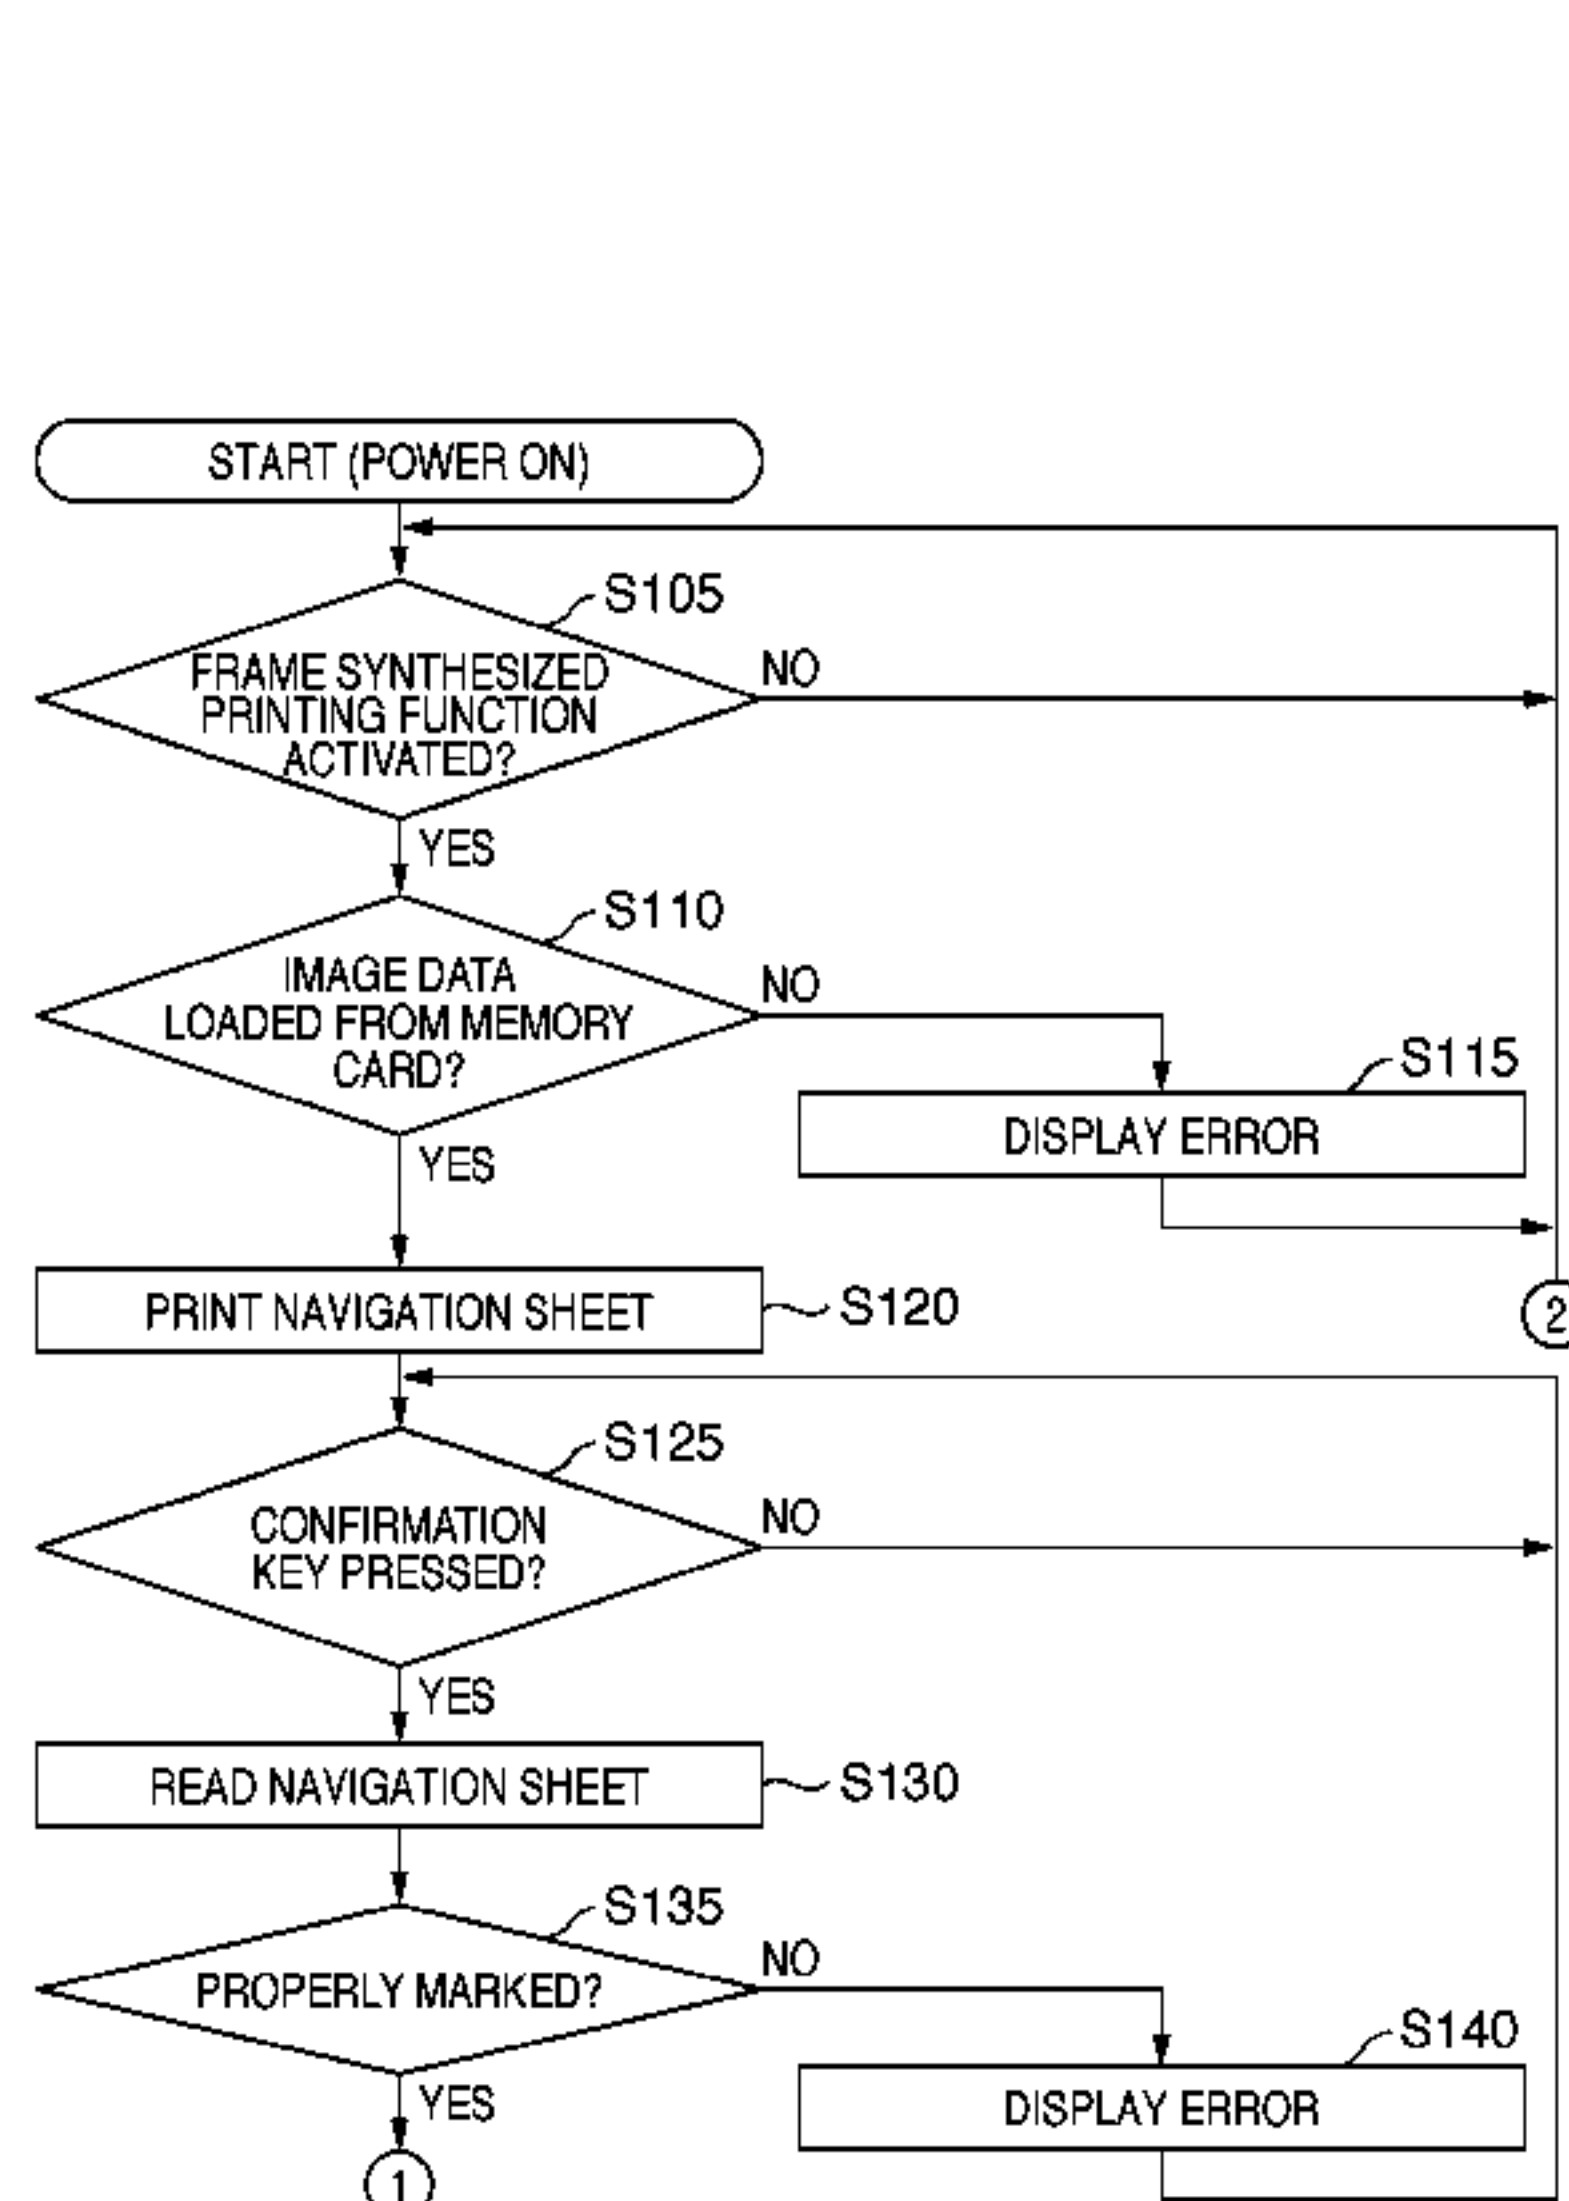 START (POWER ON)
S105
FRAME SYNTHESIZED
PRINTING FUNCTION
ACTIVATED?
NO
YES
S110
IMAGE DATA
LOADED FROM MEMORY
CARD?
NO
S115
DISPLAY ERROR
YES
PRINT NAVIGATION SHEET
S120
2
S125
CONFIRMATION
KEY PRESSED?
NO
YES
READ NAVIGATION SHEET
S130
S135
PROPERLY MARKED?
NO
S140
DISPLAY ERROR
YES
1